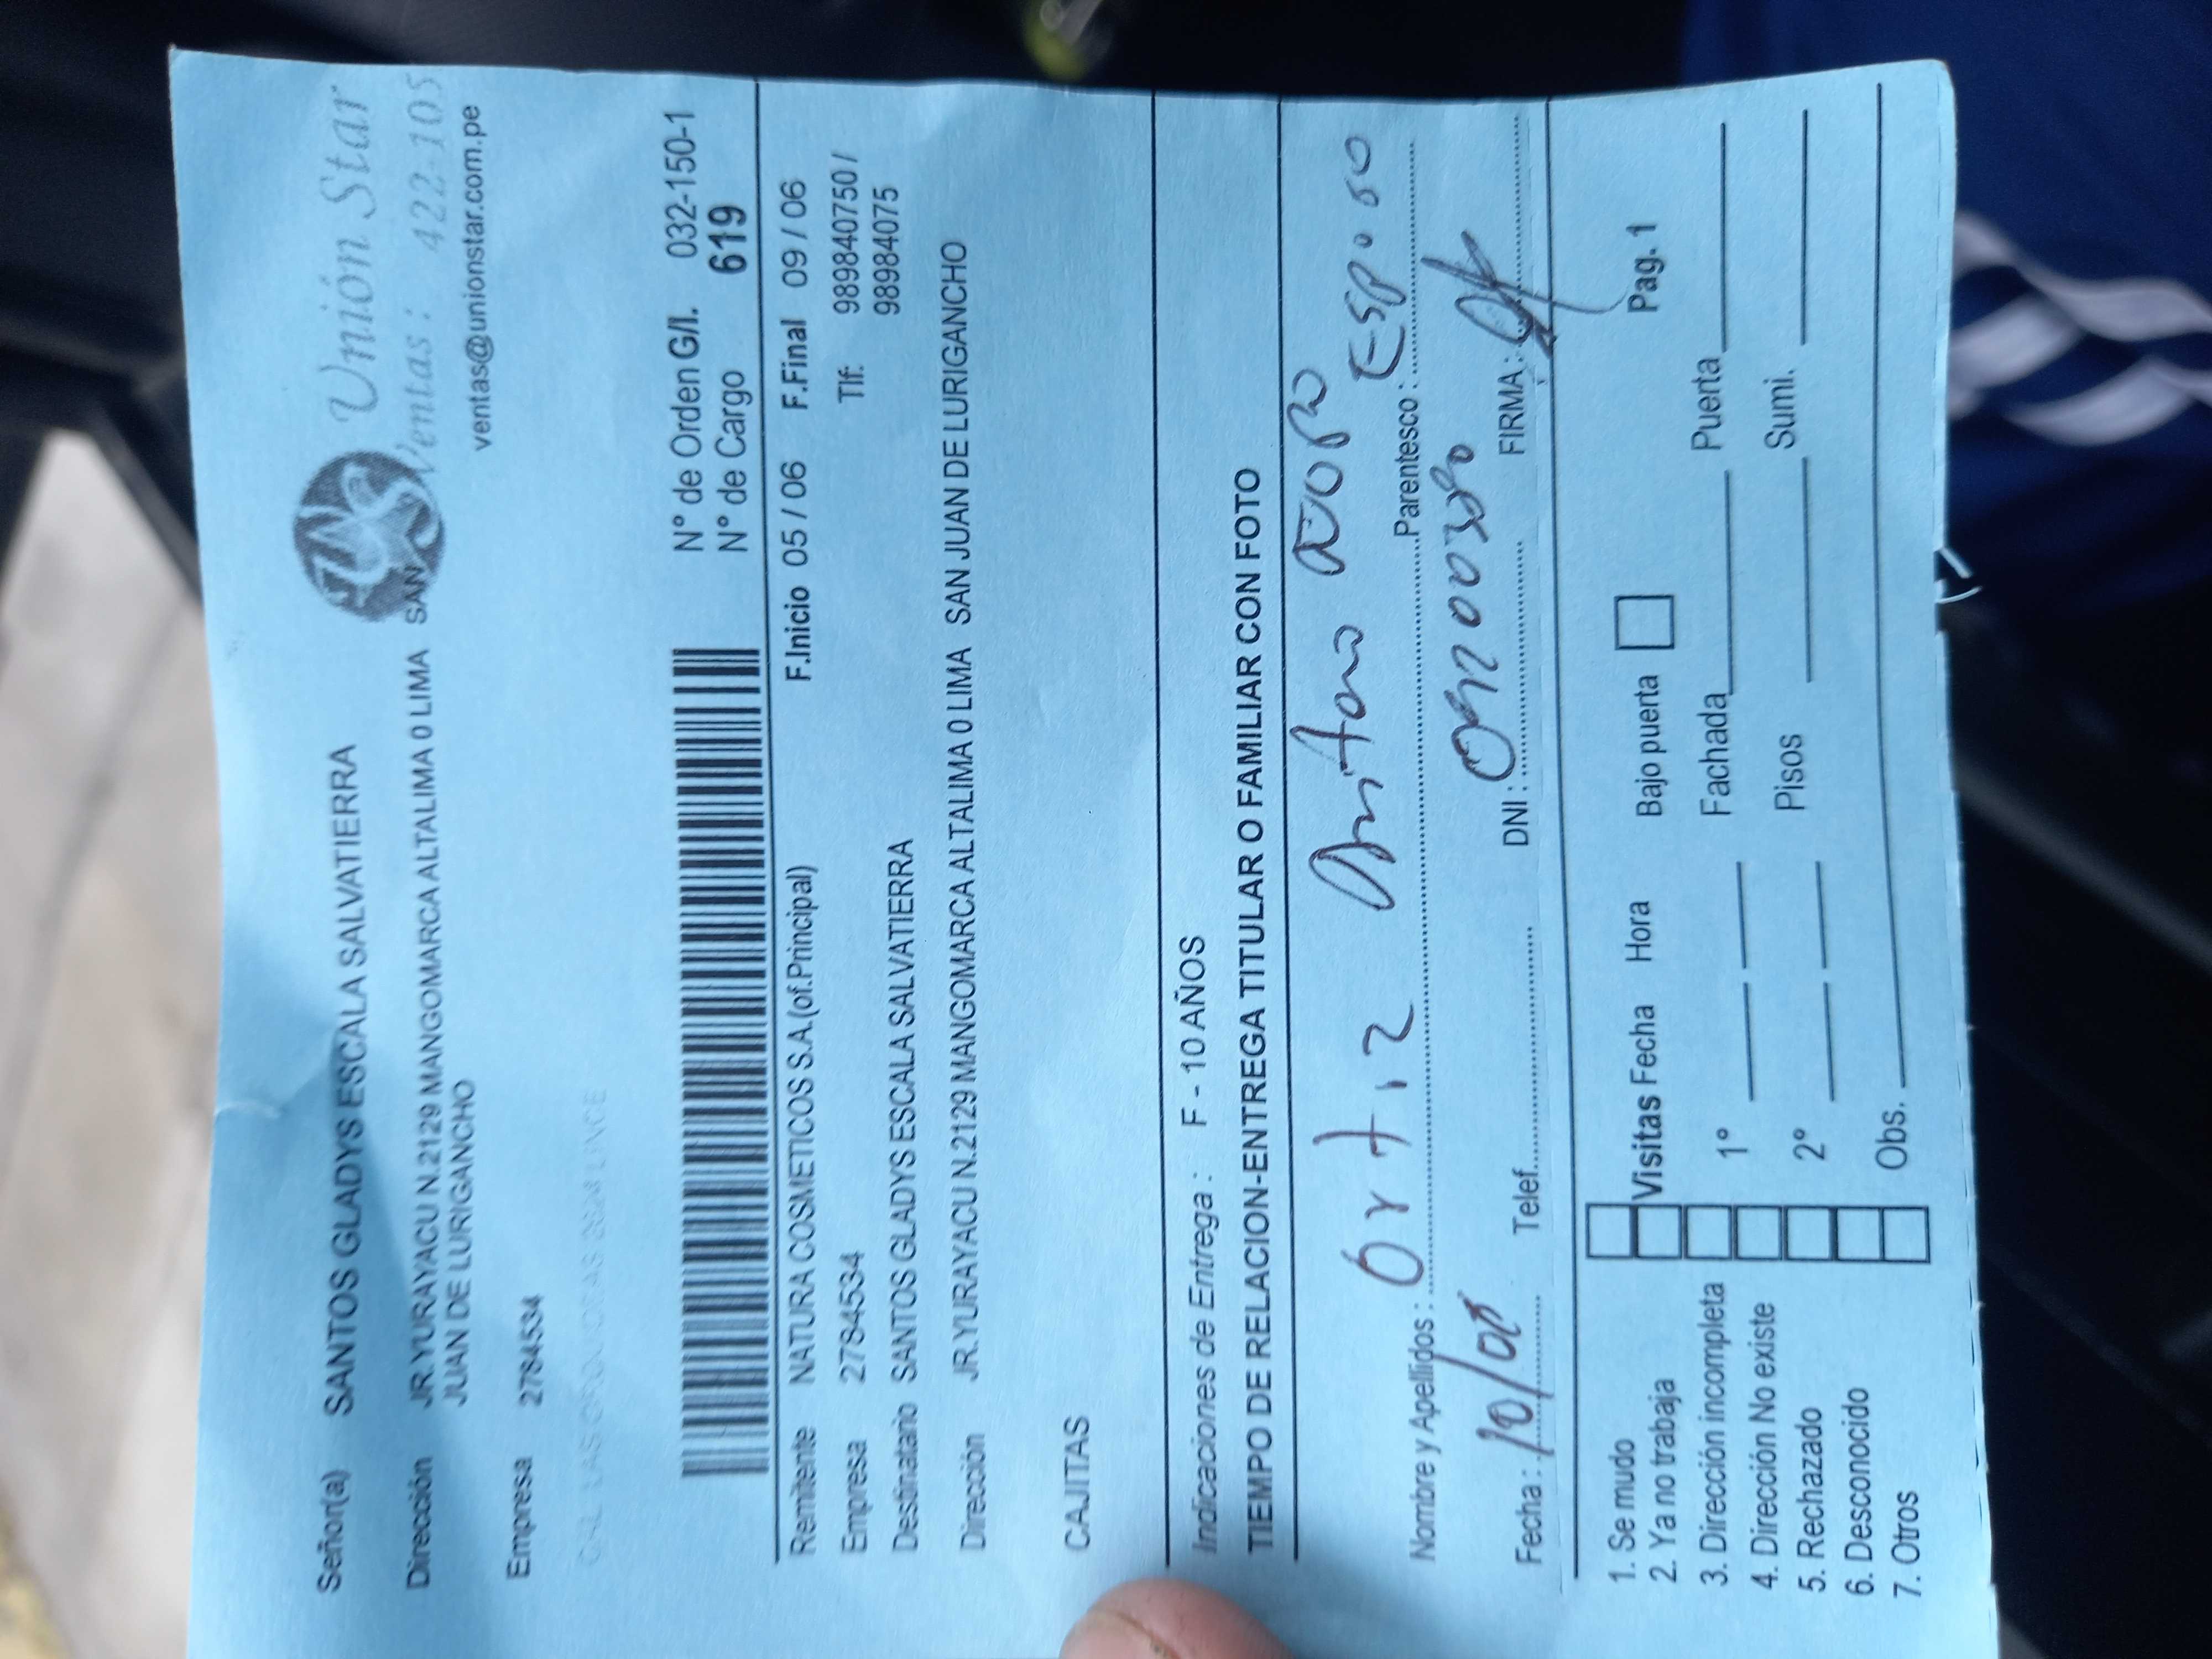 Unión Star
Ventas : 422-105
ventas@unionstar.com.pe
Señor(a) SANTOS GLADYS ESCALA SALVATIERRA
Dirección JR.YURAYACU N.2129 MANGOMARCA ALTALIMA 0 LIMA SAN
JUAN DE LURIGANCHO
Empresa 2784534
N° de Orden G/I. 032-150-1
N° de Cargo 619
Remitente NATURA COSMETICOS S.A.(of.Principal) F.Inicio 05 / 06 F.Final 09 / 06
Empresa 2784534 Tlf: 989840750 /
98984075
Destinatario SANTOS GLADYS ESCALA SALVATIERRA
Dirección JR.YURAYACU N.2129 MANGOMARCA ALTALIMA 0 LIMA SAN JUAN DE LURIGANCHO
CAJITAS
Indicaciones de Entrega : F - 10 AÑOS
TIEMPO DE RELACION-ENTREGA TITULAR O FAMILIAR CON FOTO
Nombre y Apellidos : Ortiz Parentesco : Esposo
Fecha : Telef. DNI : FIRMA :
1. Se mudo
2. Ya no trabaja
3. Dirección incompleta
4. Dirección No existe
5. Rechazado
6. Desconocido
7. Otros
Visitas Fecha Hora Bajo puerta Pag. 1
1° Fachada Puerta
2° Pisos Sumi.
Obs.